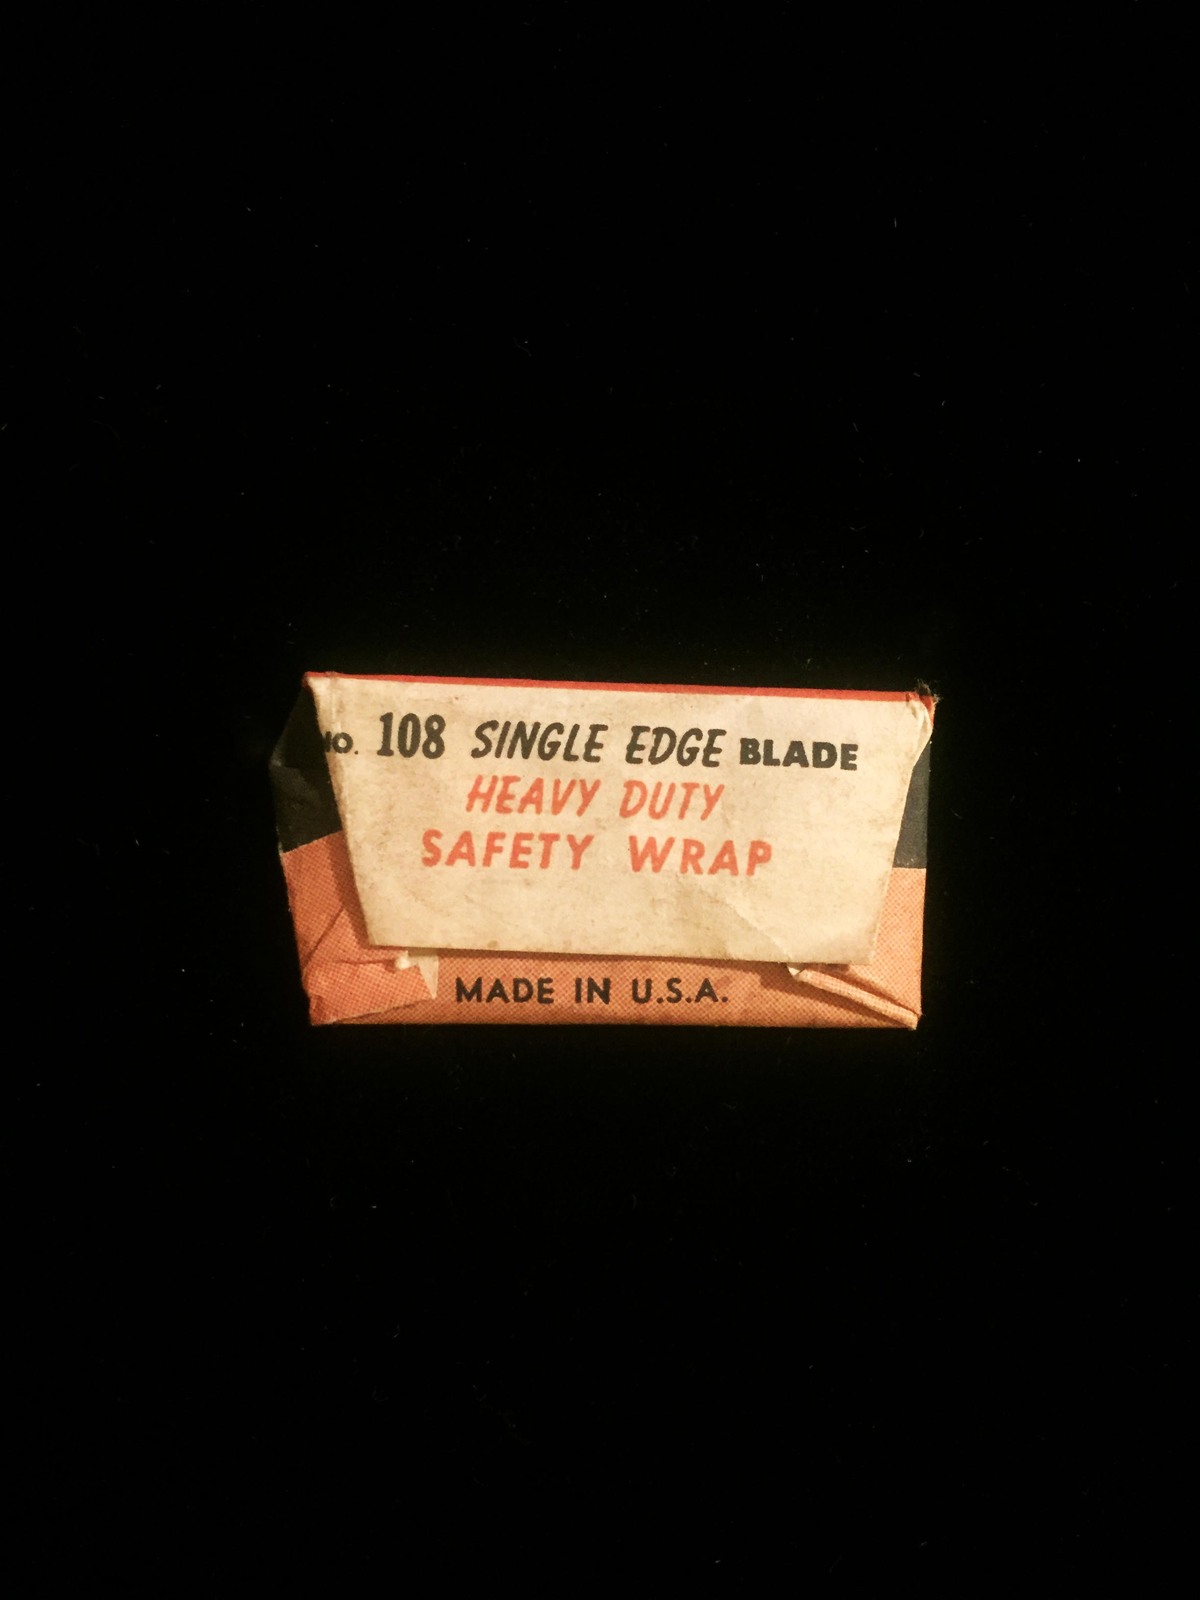 NO. 108 SINGLE EDGE BLADE
HEAVY DUTY
SAFETY WRAP
MADE IN U.S.A.